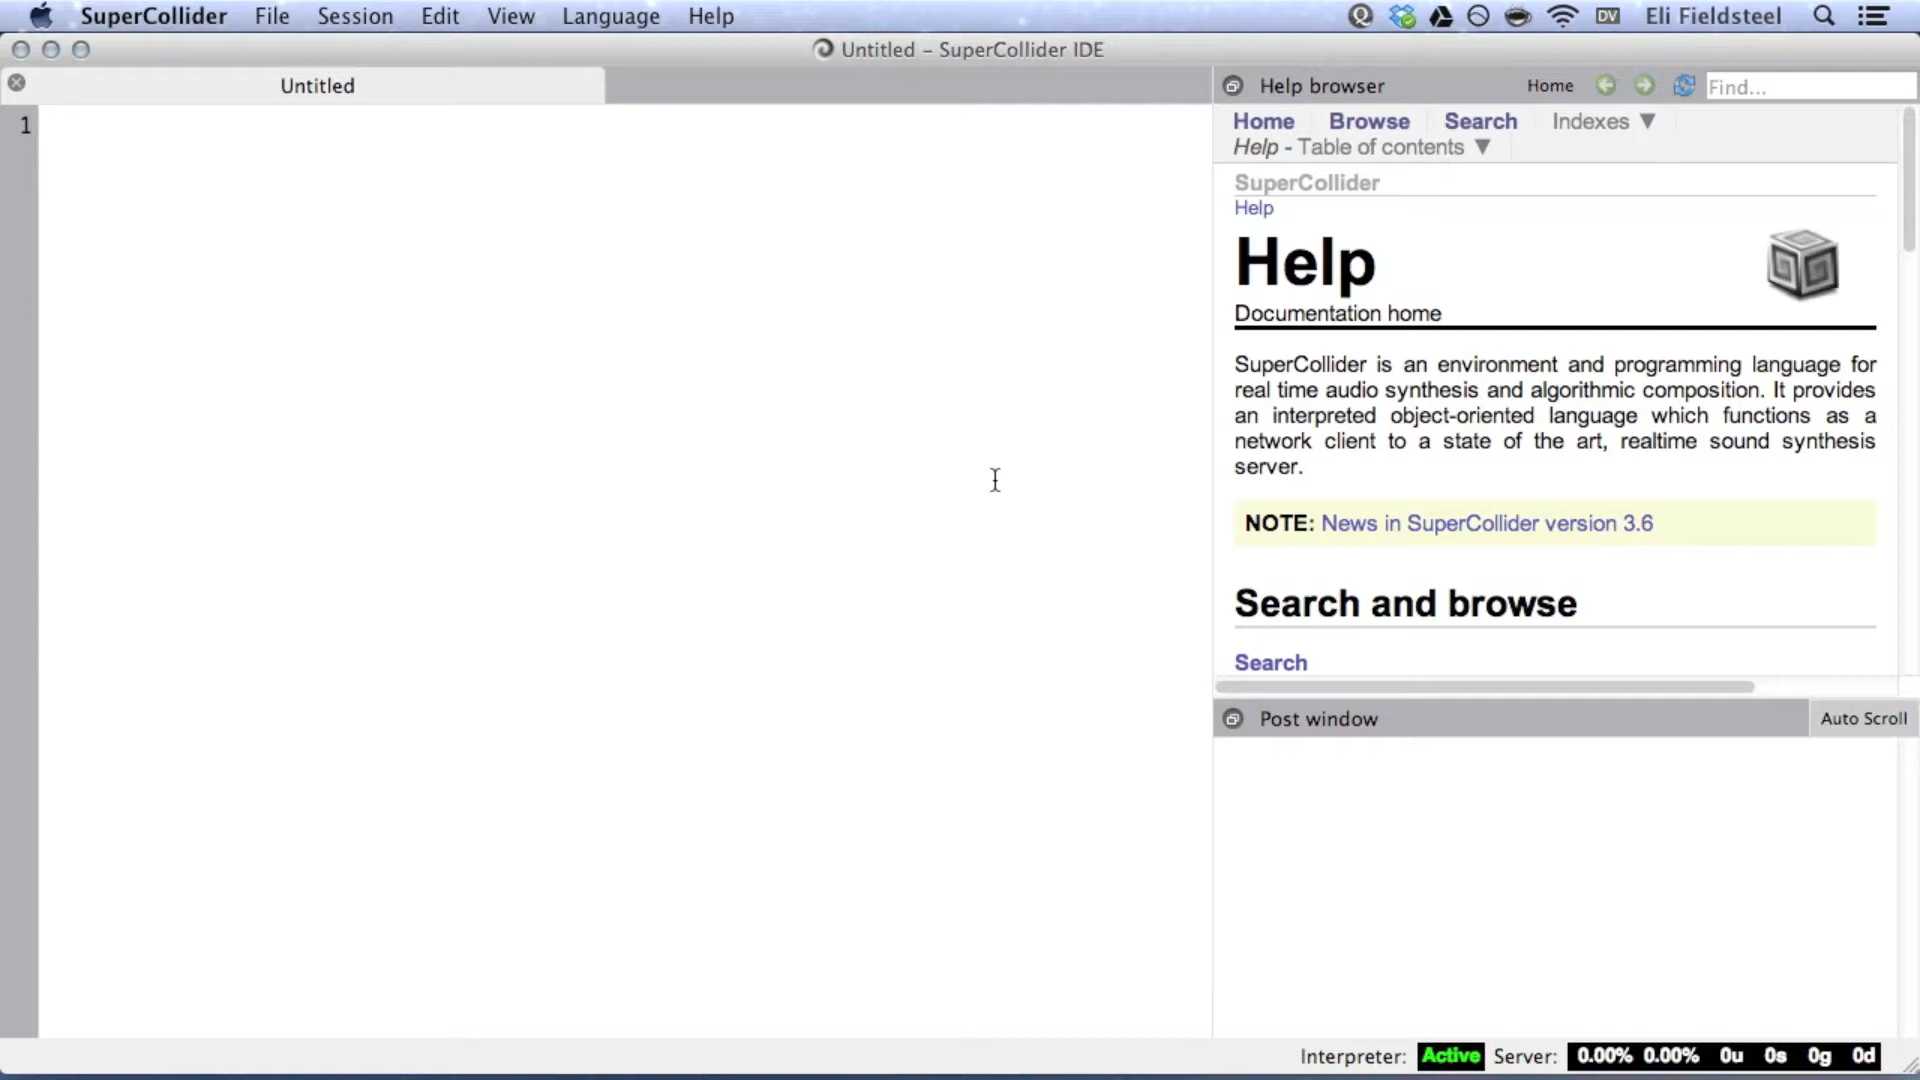 SuperCollider File Session Edit View Language Help DV Eli Fieldsteel
Untitled – SuperCollider IDE
Untitled
1
Help browser Home Find...
Home Browse Search Indexes ▼
Help - Table of contents ▼
SuperCollider
Help
Help
Documentation home
SuperCollider is an environment and programming language for
real time audio synthesis and algorithmic composition. It provides
an interpreted object-oriented language which functions as a
network client to a state of the art, realtime sound synthesis
server.
NOTE: News in SuperCollider version 3.6
Search and browse
Search
Post window Auto Scroll
Interpreter: Active Server: 0.00% 0.00% 0u 0s 0g 0d